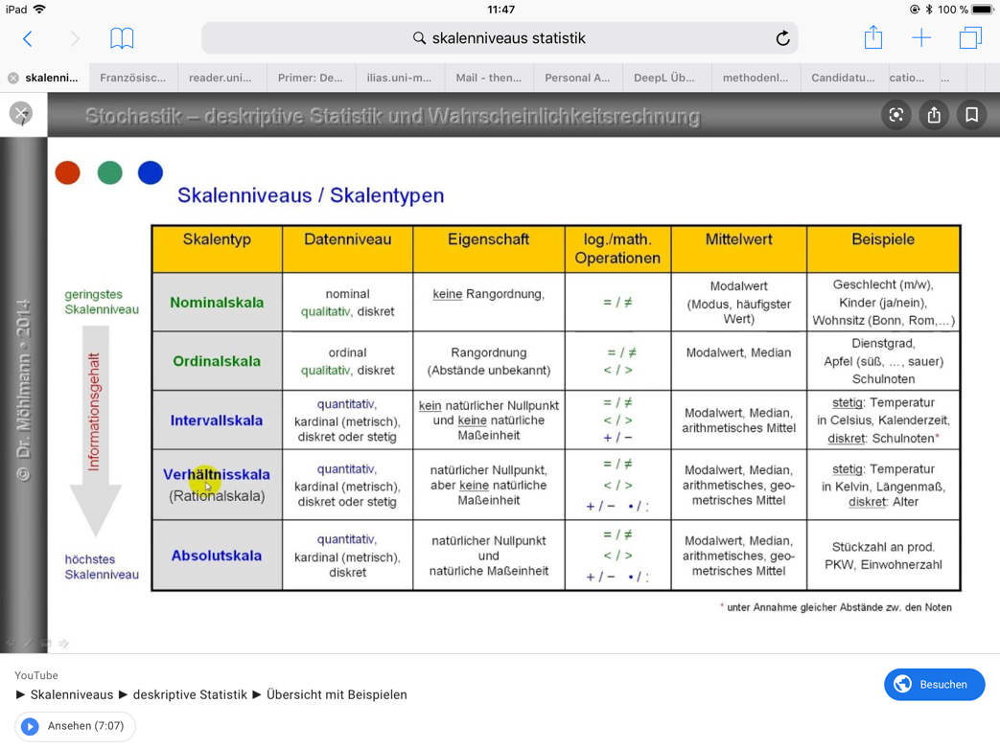 iPad
11:47
100 %
skalenniveaus statistik
skalenni...
Französisc...
reader.uni...
Primer: De...
ilias.uni-m...
Mail - then...
Personal A...
DeepL Üb...
methodenl...
Candidatu...
catio...
...
Stochastik – deskriptive Statistik und Wahrscheinlichkeitsrechnung
Skalenniveaus / Skalentypen
Skalentyp
Datenniveau
Eigenschaft
log./math.
Operationen
Mittelwert
Beispiele
geringstes
Skalenniveau
Informationsgehalt
höchstes
Skalenniveau
© Dr. Möhlmann • 2014
Nominalskala
nominal
qualitativ, diskret
keine Rangordnung,
= / ≠
Modalwert
(Modus, häufigster
Wert)
Geschlecht (m/w),
Kinder (ja/nein),
Wohnsitz (Bonn, Rom,...)
Ordinalskala
ordinal
qualitativ, diskret
Rangordnung
(Abstände unbekannt)
= / ≠
< / >
Modalwert, Median
Dienstgrad,
Apfel (süß, ..., sauer)
Schulnoten
Intervallskala
quantitativ,
kardinal (metrisch),
diskret oder stetig
kein natürlicher Nullpunkt
und keine natürliche
Maßeinheit
= / ≠
< / >
+ / −
Modalwert, Median,
arithmetisches Mittel
stetig: Temperatur
in Celsius, Kalenderzeit,
diskret: Schulnoten*
Verhältnisskala
(Rationalskala)
quantitativ,
kardinal (metrisch),
diskret oder stetig
natürlicher Nullpunkt,
aber keine natürliche
Maßeinheit
= / ≠
< / >
+ / − • / :
Modalwert, Median,
arithmetisches, geo-
metrisches Mittel
stetig: Temperatur
in Kelvin, Längenmaß,
diskret: Alter
Absolutskala
quantitativ,
kardinal (metrisch),
diskret
natürlicher Nullpunkt
und
natürliche Maßeinheit
= / ≠
< / >
+ / − • / :
Modalwert, Median,
arithmetisches, geo-
metrisches Mittel
Stückzahl an prod.
PKW, Einwohnerzahl
* unter Annahme gleicher Abstände zw. den Noten
YouTube
► Skalenniveaus ► deskriptive Statistik ► Übersicht mit Beispielen
Ansehen (7:07)
Besuchen